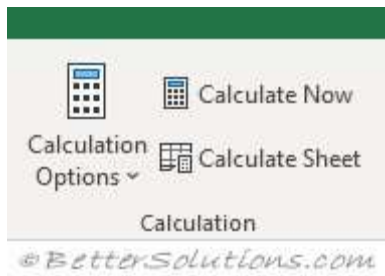 Calculate Now
Calculation
Options
Calculate Sheet
Calculation
©BetterSolutions.com